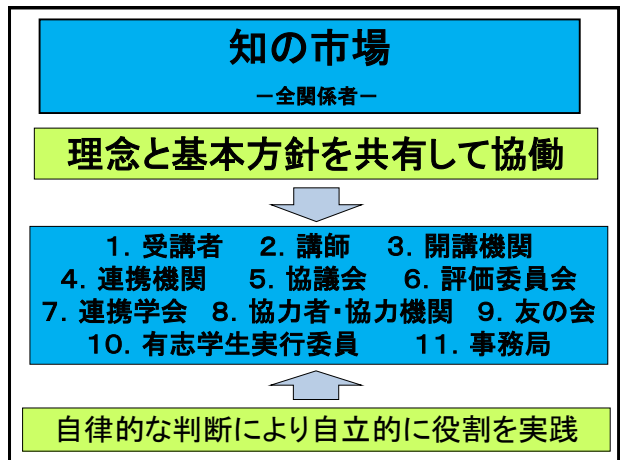 知の市場
－全関係者－
理念と基本方針を共有して協働
１．受講者　２．講師　３．開講機関
４．連携機関　５．協議会　６．評価委員会
７．連携学会　８．協力者・協力機関　９．友の会
１０．有志学生実行委員　１１．事務局
自律的な判断により自立的に役割を実践